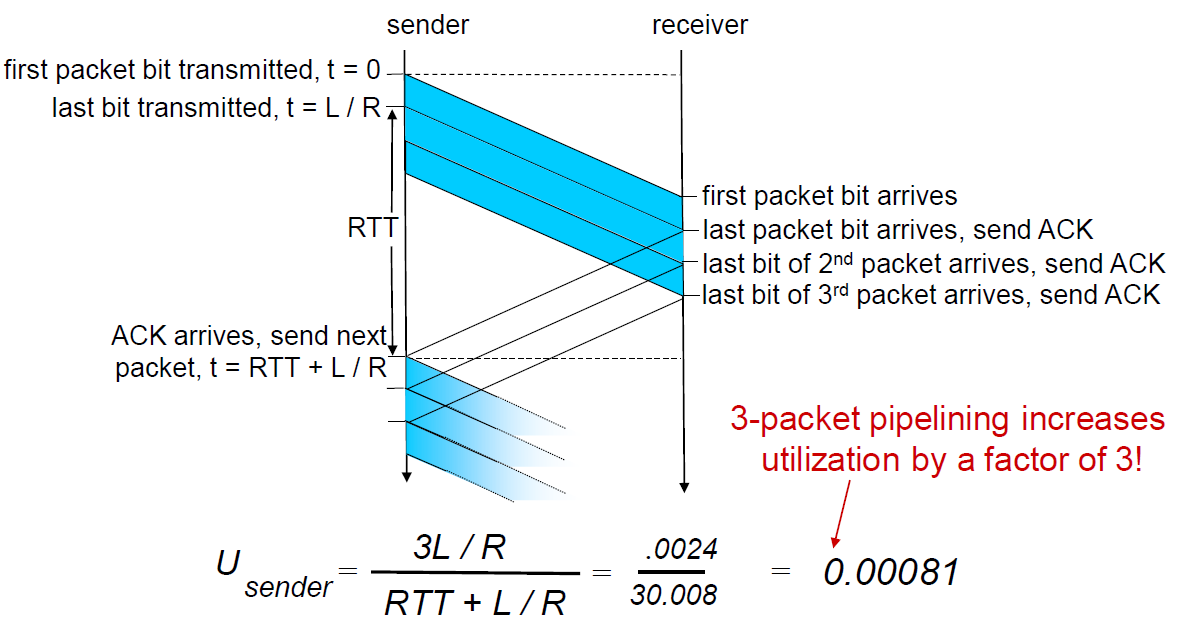 sender
receiver
first packet bit transmitted, t = 0
last bit transmitted, t = L / R
RTT
first packet bit arrives
last packet bit arrives, send ACK
last bit of 2nd packet arrives, send ACK
last bit of 3rd packet arrives, send ACK
ACK arrives, send next
packet, t = RTT + L / R
3-packet pipelining increases
utilization by a factor of 3!
U sender = 3L / R / RTT + L / R = .0024 / 30.008 = 0.00081